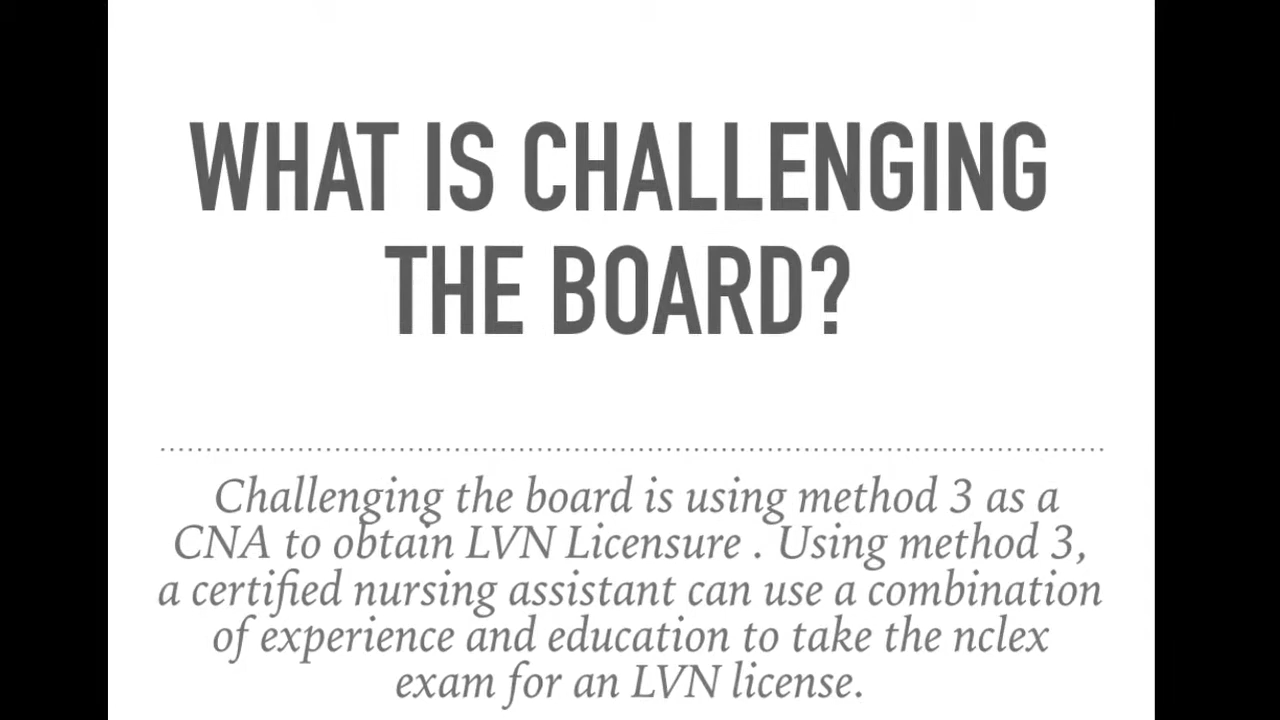 WHAT IS CHALLENGING
THE BOARD?
Challenging the board is using method 3 as a
CNA to obtain LVN Licensure . Using method 3,
a certified nursing assistant can use a combination
of experience and education to take the nclex
exam for an LVN license.